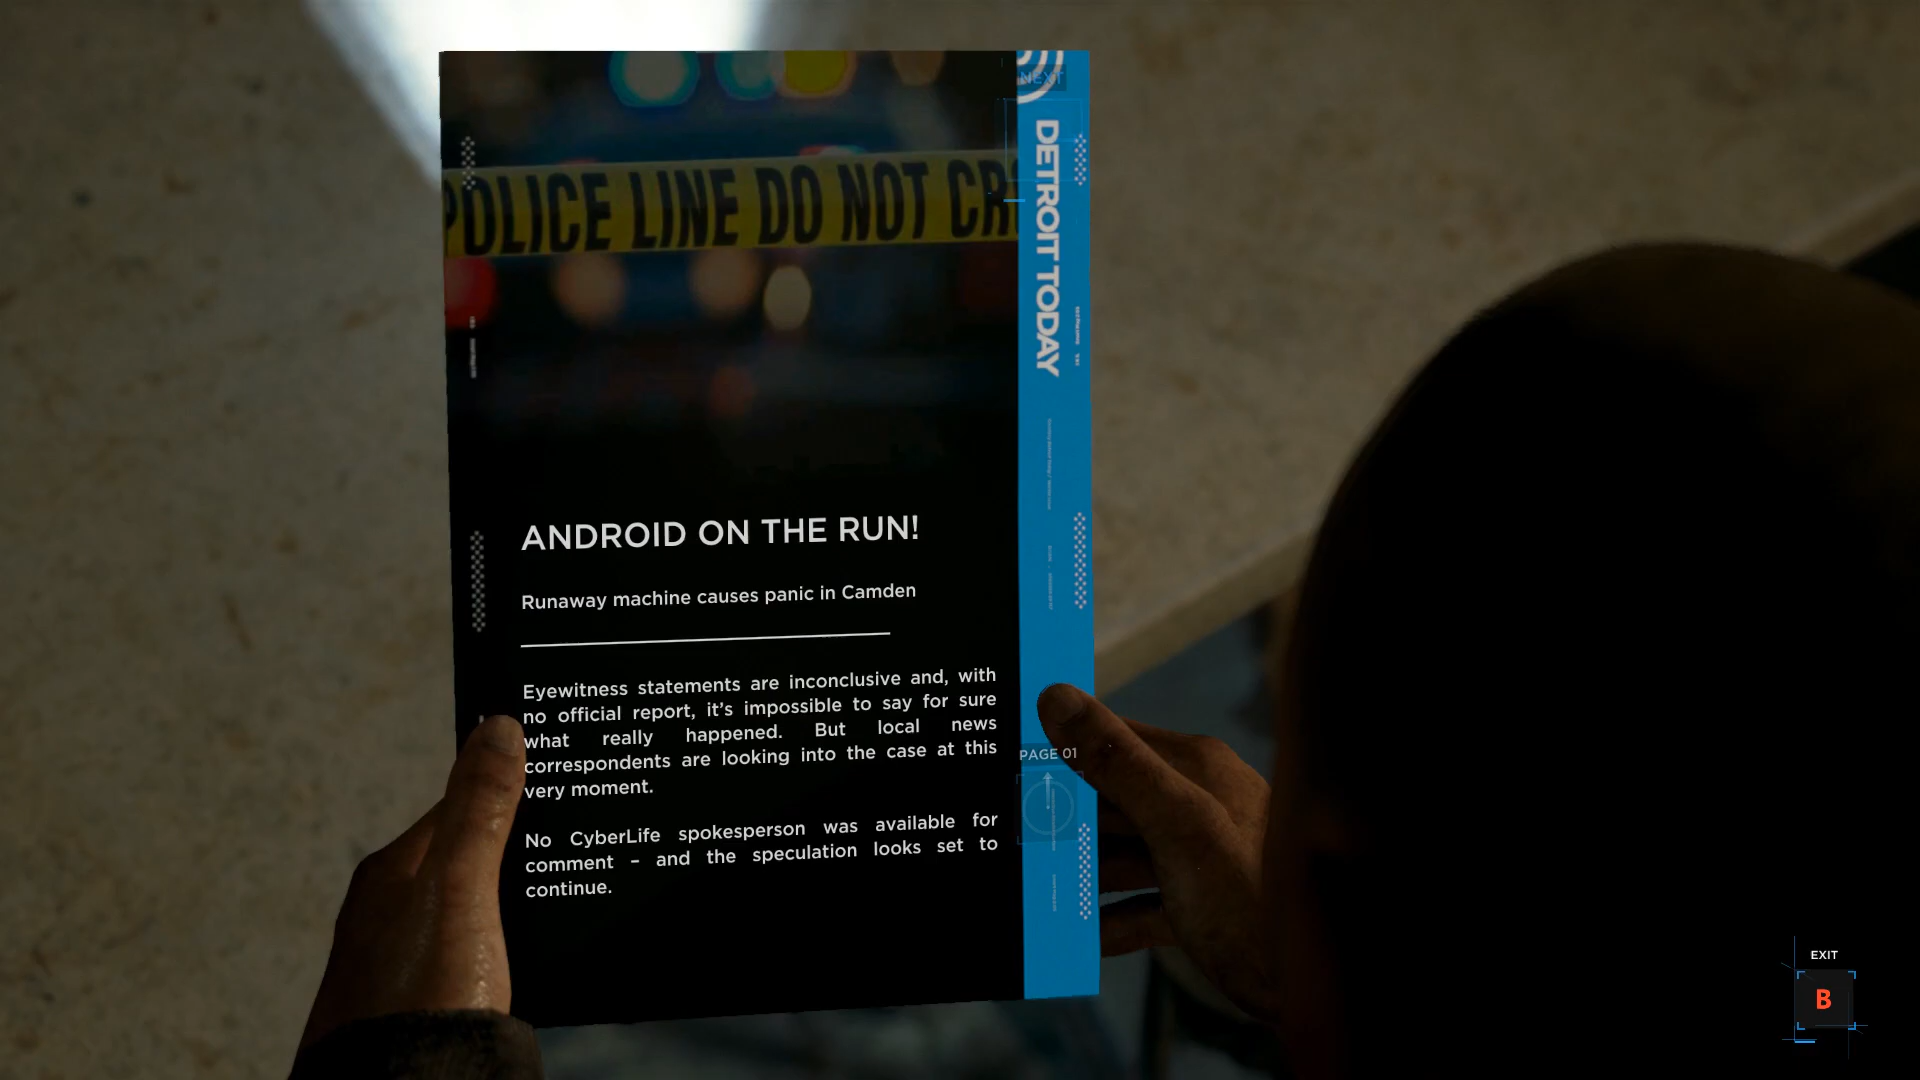 POLICE LINE DO NOT CR
NEXT
DETROIT TODAY
ANDROID ON THE RUN!
Runaway machine causes panic in Camden
Eyewitness statements are inconclusive and, with
no official report, it's impossible to say for sure
what really happened. But local news
correspondents are looking into the case at this
very moment.
No CyberLife spokesperson was available for
comment – and the speculation looks set to
continue.
PAGE 01
EXIT
B